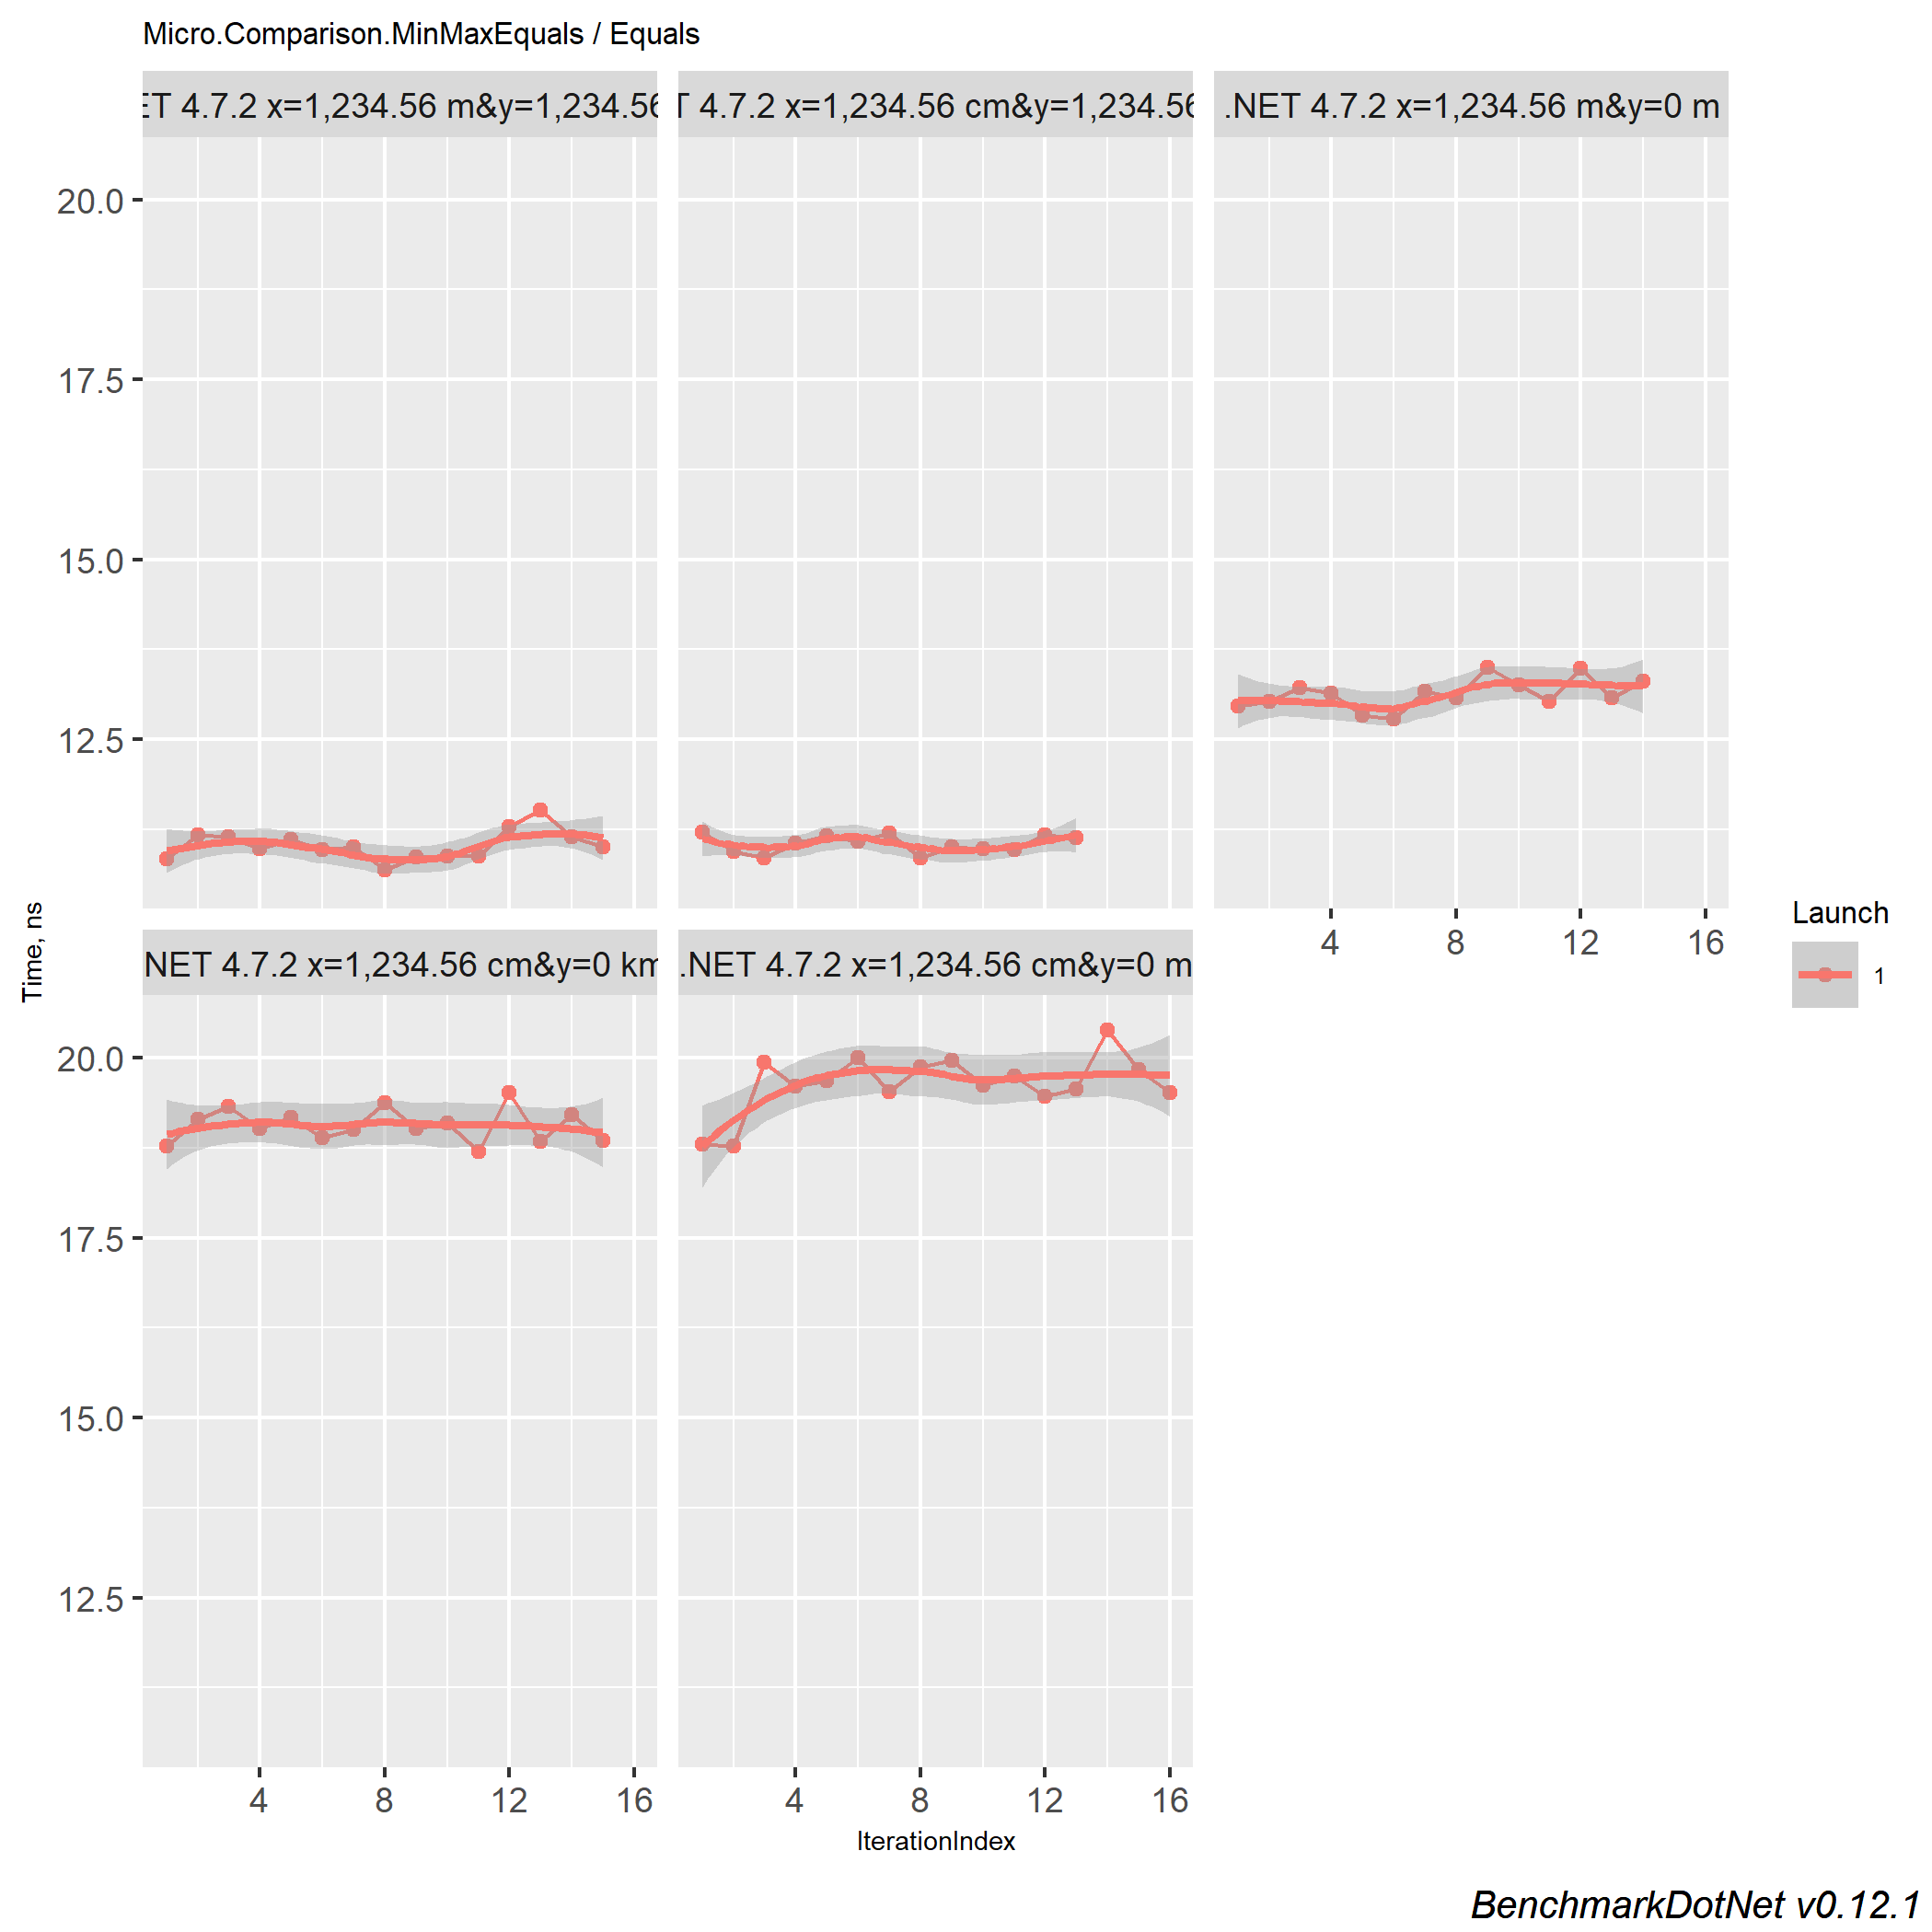 Micro.Comparison.MinMaxEquals / Equals
ET 4.7.2 x=1,234.56 m&y=1,234.56
T 4.7.2 x=1,234.56 cm&y=1,234.56
.NET 4.7.2 x=1,234.56 m&y=0 m
20.0
17.5
15.0
12.5
4
8
12
16
Time, ns
Launch
1
NET 4.7.2 x=1,234.56 cm&y=0 km
.NET 4.7.2 x=1,234.56 cm&y=0 m
20.0
17.5
15.0
12.5
4
8
12
16
4
8
12
16
IterationIndex
BenchmarkDotNet v0.12.1